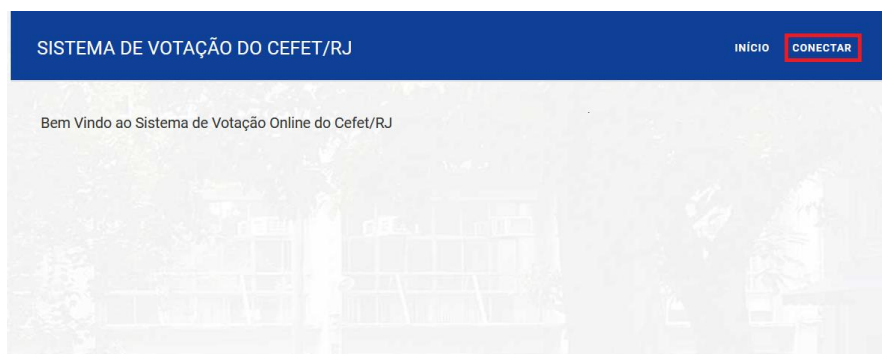 SISTEMA DE VOTAÇÃO DO CEFET/RJ
INÍCIO CONECTAR
Bem Vindo ao Sistema de Votação Online do Cefet/RJ